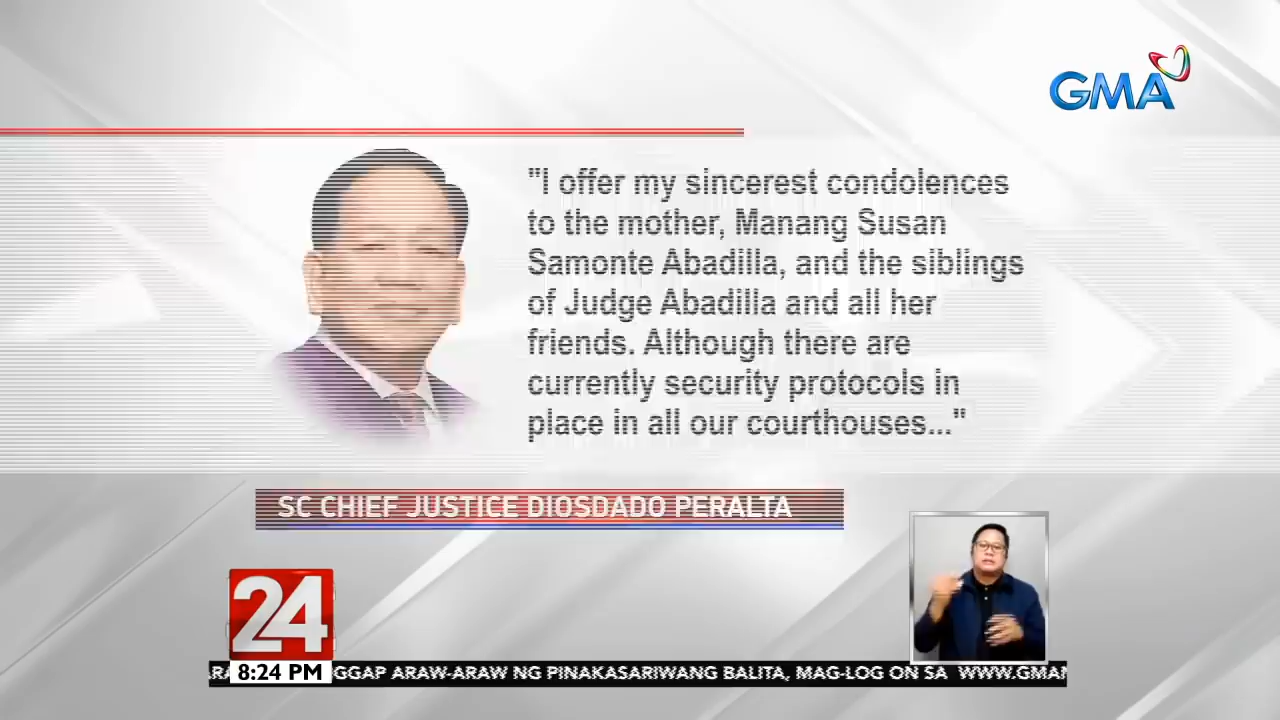 GMA
"I offer my sincerest condolences
to the mother, Manang Susan
Samonte Abadilla, and the siblings
of Judge Abadilla and all her
friends. Although there are
currently security protocols in
place in all our courthouses..."
SC CHIEF JUSTICE DIOSDADO PERALTA
24
8:24 PM
GGAP ARAW-ARAW NG PINAKASARIWANG BALITA, MAG-LOG ON SA WWW.GMA